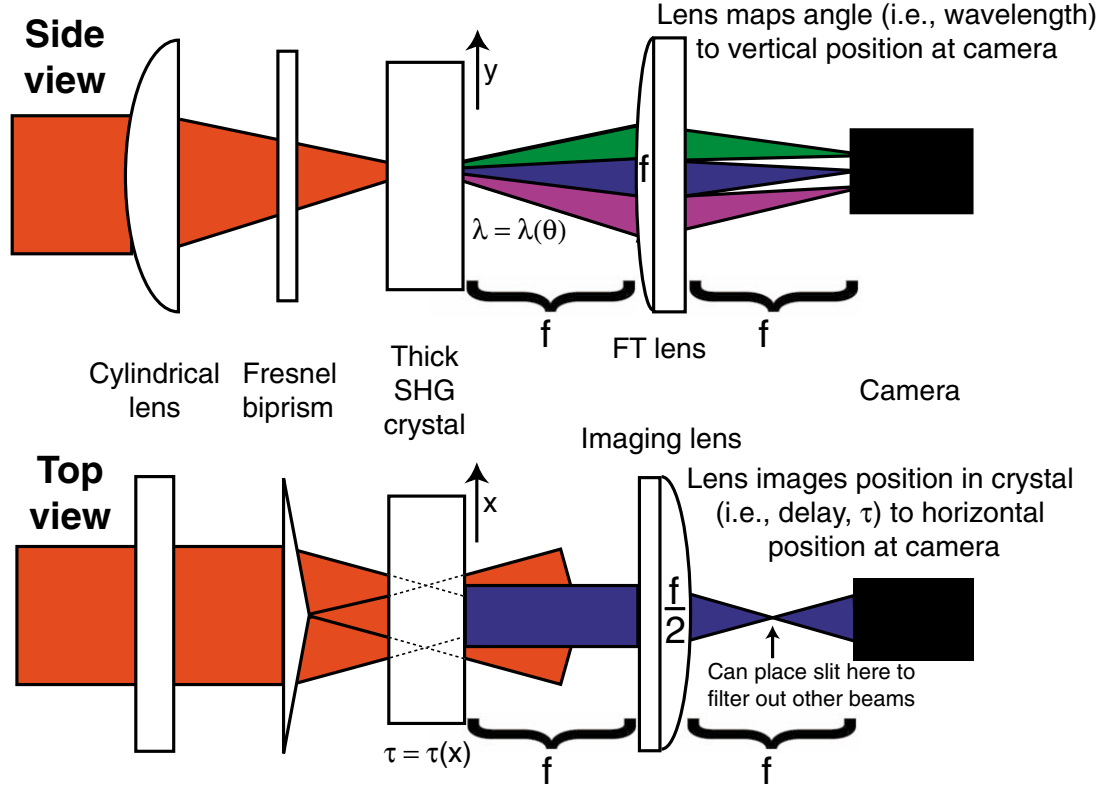 Side
view
Lens maps angle (i.e., wavelength)
to vertical position at camera
y
f
λ = λ(θ)
f
f
Cylindrical
lens
Fresnel
biprism
Thick
SHG
crystal
FT lens
Camera
Imaging lens
Top
view
x
Lens images position in crystal
(i.e., delay, τ) to horizontal
position at camera
f
2
Can place slit here to
filter out other beams
τ = τ(x)
f
f